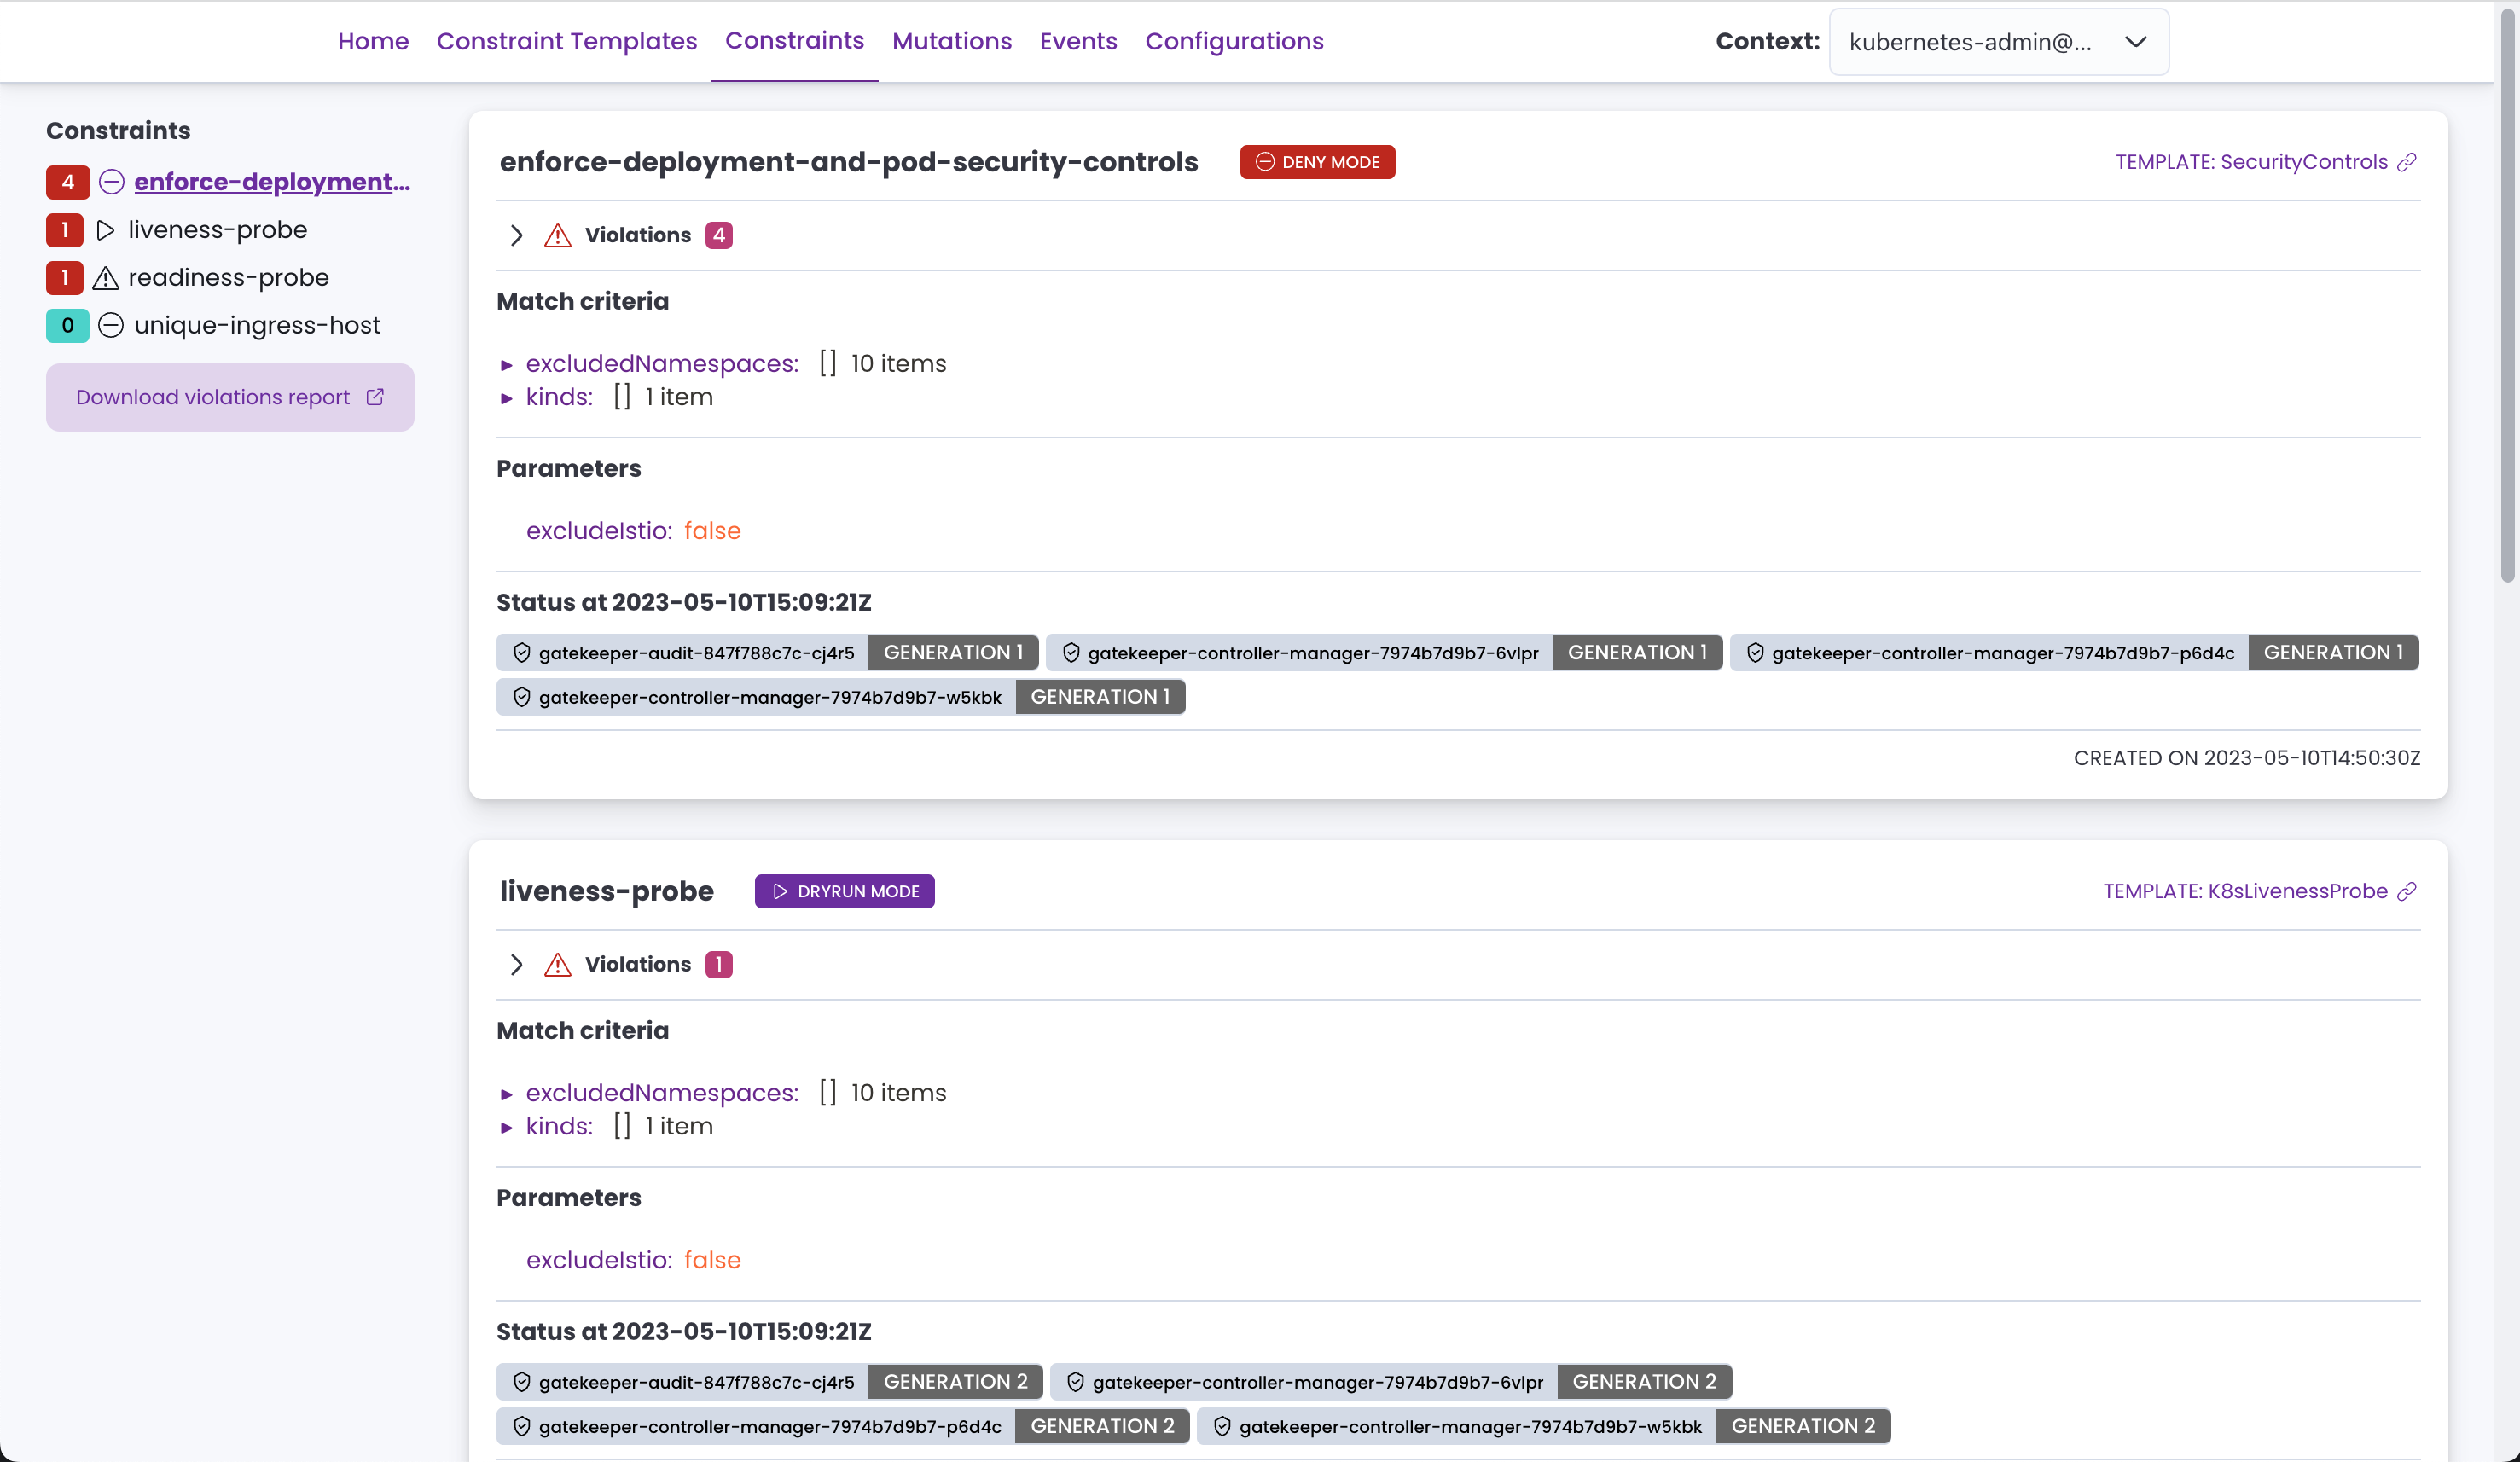 Home Constraint Templates Constraints Mutations Events Configurations Context: kubernetes-admin@...
Constraints
4 enforce-deployment...
1 liveness-probe
1 readiness-probe
0 unique-ingress-host
Download violations report
enforce-deployment-and-pod-security-controls DENY MODE TEMPLATE: SecurityControls
Violations 4
Match criteria
excludedNamespaces: [] 10 items
kinds: [] 1 item
Parameters
excludeIstio: false
Status at 2023-05-10T15:09:21Z
gatekeeper-audit-847f788c7c-cj4r5 GENERATION 1 gatekeeper-controller-manager-7974b7d9b7-6vlpr GENERATION 1 gatekeeper-controller-manager-7974b7d9b7-p6d4c GENERATION 1
gatekeeper-controller-manager-7974b7d9b7-w5kbk GENERATION 1
CREATED ON 2023-05-10T14:50:30Z
liveness-probe DRYRUN MODE TEMPLATE: K8sLivenessProbe
Violations 1
Match criteria
excludedNamespaces: [] 10 items
kinds: [] 1 item
Parameters
excludeIstio: false
Status at 2023-05-10T15:09:21Z
gatekeeper-audit-847f788c7c-cj4r5 GENERATION 2 gatekeeper-controller-manager-7974b7d9b7-6vlpr GENERATION 2
gatekeeper-controller-manager-7974b7d9b7-p6d4c GENERATION 2 gatekeeper-controller-manager-7974b7d9b7-w5kbk GENERATION 2